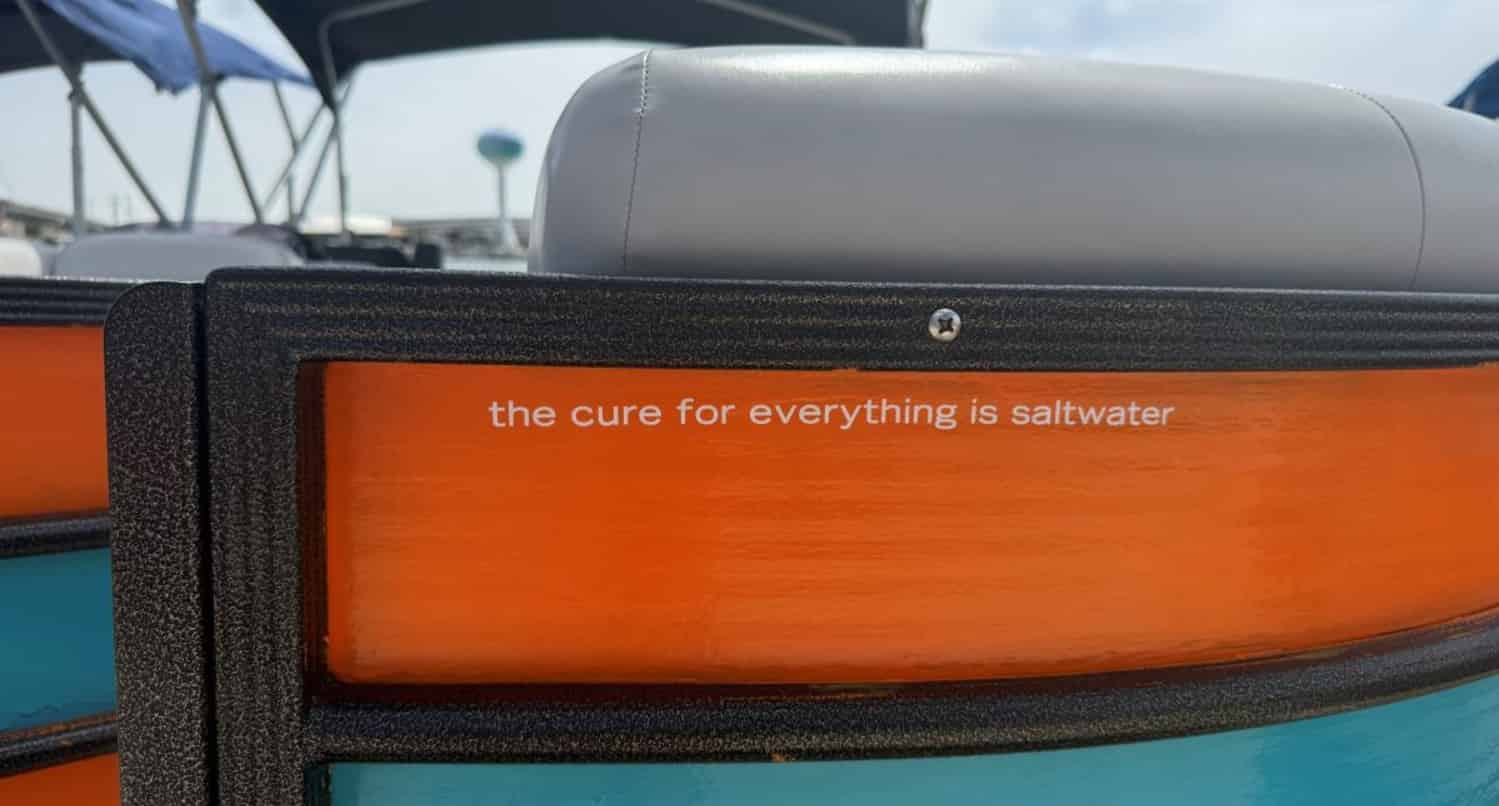 the cure for everything is saltwater